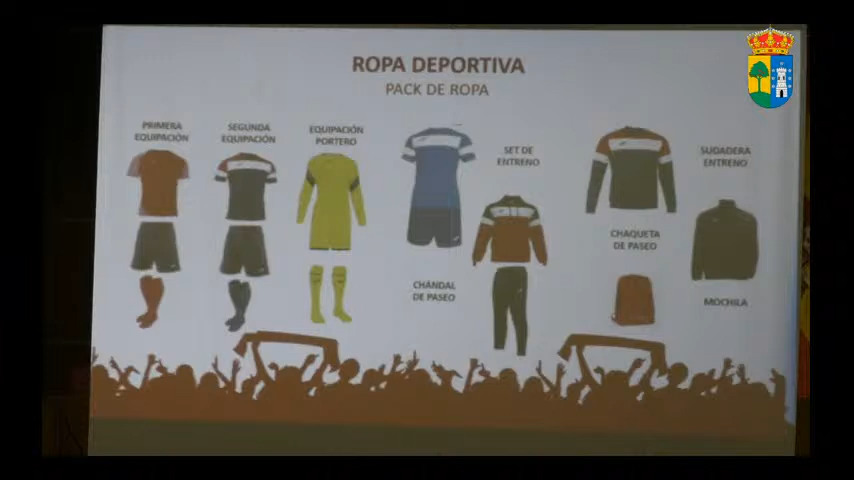 ROPA DEPORTIVA
PACK DE ROPA
PRIMERA
EQUIPACIÓN
SEGUNDA
EQUIPACIÓN
EQUIPACIÓN
PORTERO
SET DE
ENTRENO
SUDADERA
ENTRENO
CHAQUETA
DE PASEO
CHÁNDAL
DE PASEO
MOCHILA